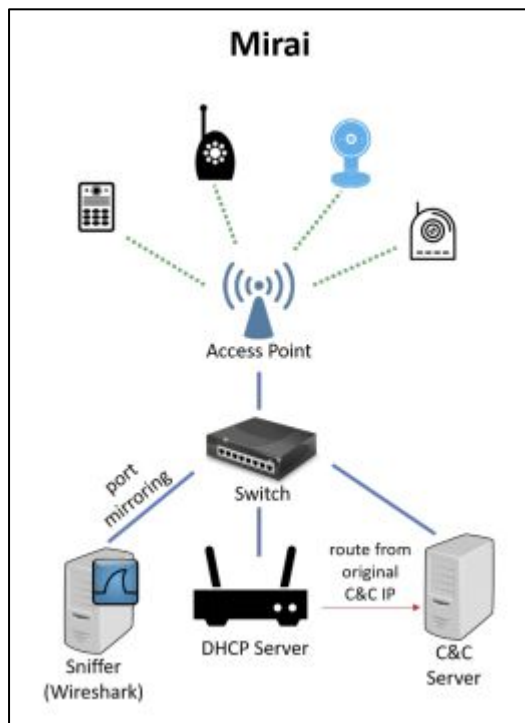 Mirai
Access Point
Switch
port
mirroring
route from
original
C&C IP
DHCP Server
Sniffer
(Wireshark)
C&C
Server